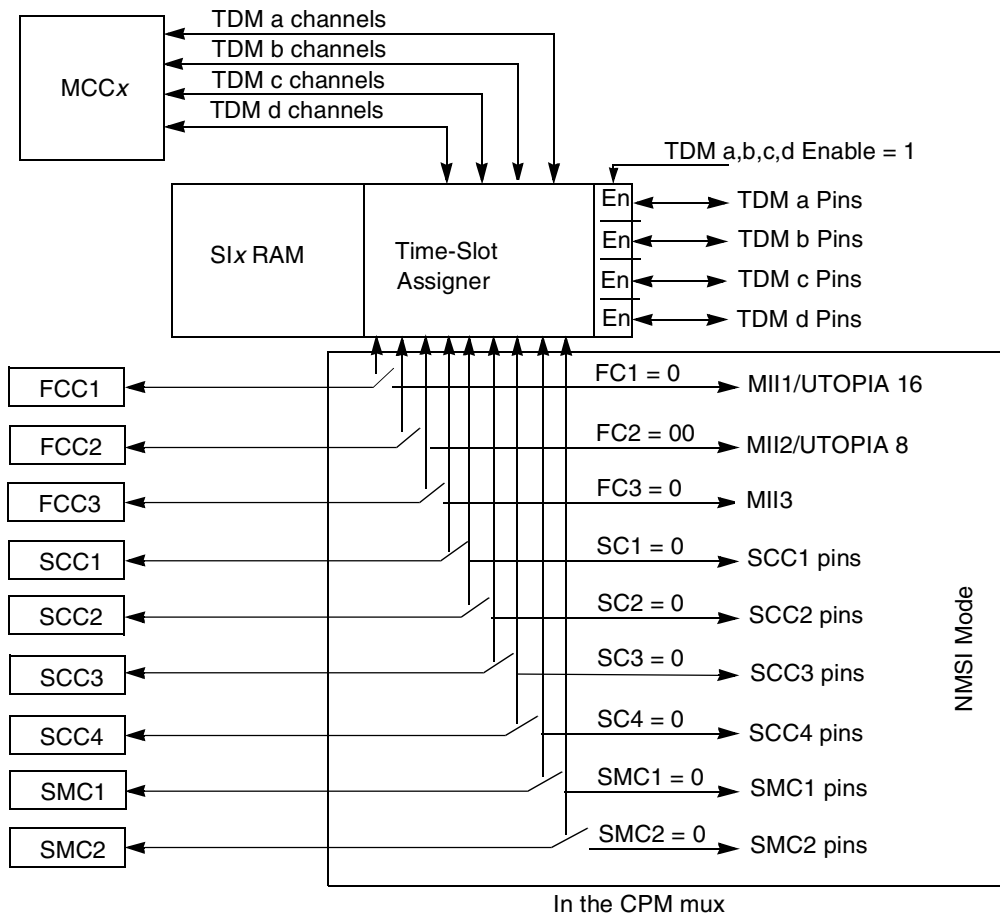 TDM a channels
TDM b channels
TDM c channels
TDM d channels
MCCx
TDM a,b,c,d Enable = 1
SIx RAM
Time-Slot
Assigner
En
TDM a Pins
En
TDM b Pins
En
TDM c Pins
En
TDM d Pins
FCC1
FC1 = 0
MII1/UTOPIA 16
FCC2
FC2 = 00
MII2/UTOPIA 8
FCC3
FC3 = 0
MII3
SCC1
SC1 = 0
SCC1 pins
SCC2
SC2 = 0
SCC2 pins
SCC3
SC3 = 0
SCC3 pins
SCC4
SC4 = 0
SCC4 pins
SMC1
SMC1 = 0
SMC1 pins
SMC2
SMC2 = 0
SMC2 pins
NMSI Mode
In the CPM mux